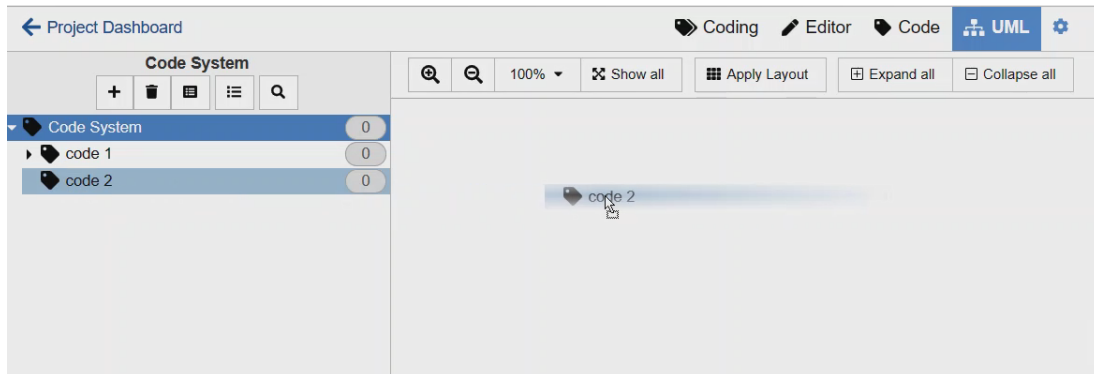 Project Dashboard
Coding Editor Code UML
Code System
100% Show all Apply Layout Expand all Collapse all
Code System 0
code 1 0
code 2 0
code 2